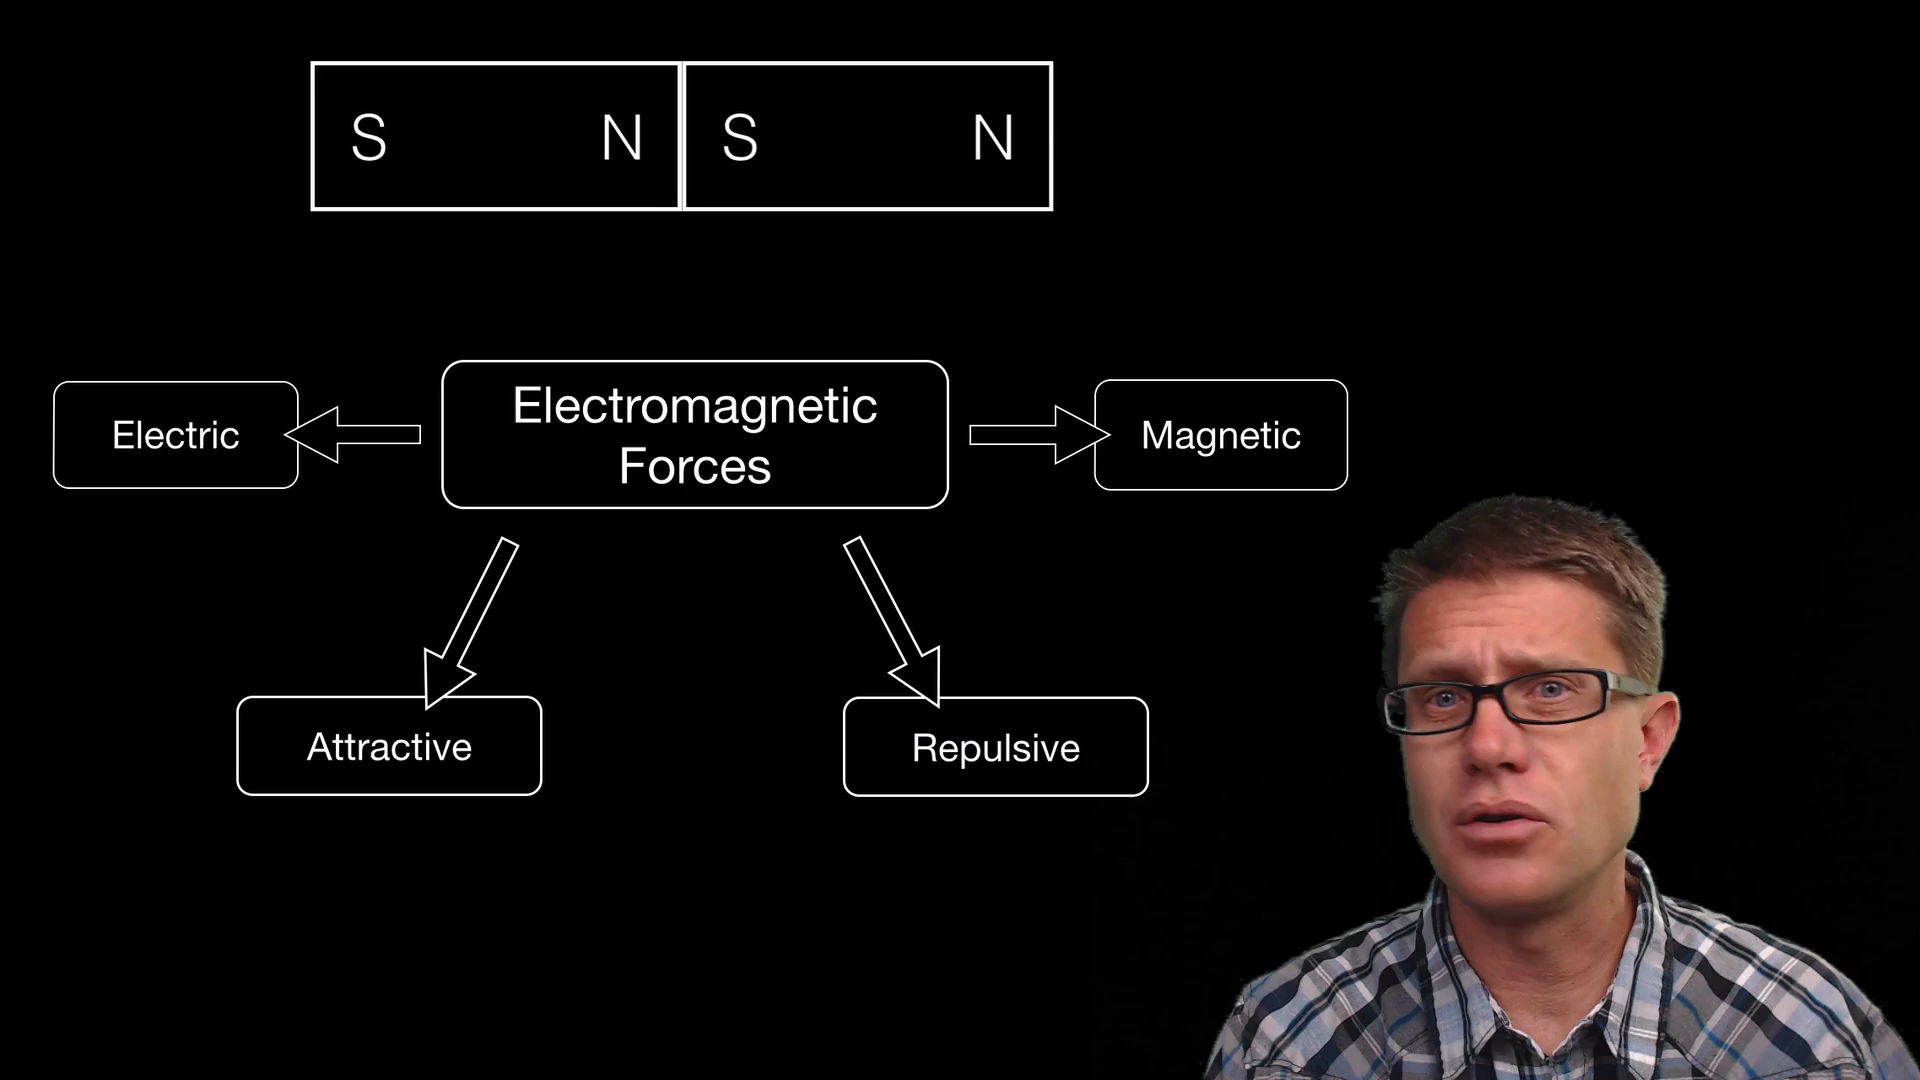 S N S N
Electric
Electromagnetic
Forces
Magnetic
Attractive
Repulsive